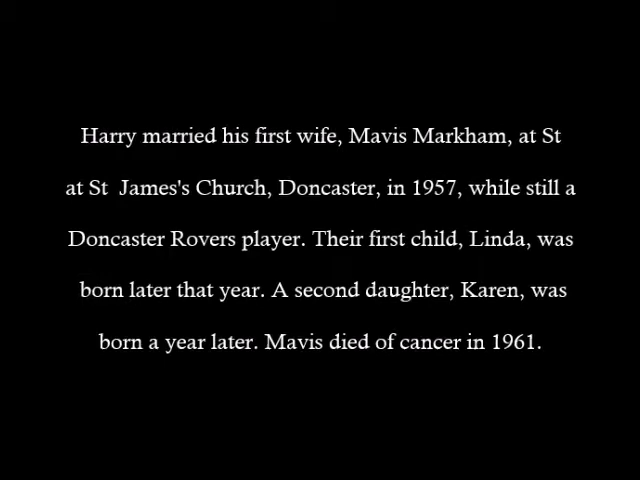 Harry married his first wife, Mavis Markham, at St
at St  James's Church, Doncaster, in 1957, while still a
Doncaster Rovers player. Their first child, Linda, was
born later that year. A second daughter, Karen, was
born a year later. Mavis died of cancer in 1961.